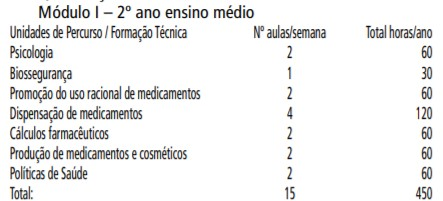 Módulo I – 2º ano ensino médio
Unidades de Percurso / Formação Técnica Nº aulas/semana Total horas/ano
Psicologia 2 60
Biossegurança 1 30
Promoção do uso racional de medicamentos 2 60
Dispensação de medicamentos 4 120
Cálculos farmacêuticos 2 60
Produção de medicamentos e cosméticos 2 60
Políticas de Saúde 2 60
Total: 15 450